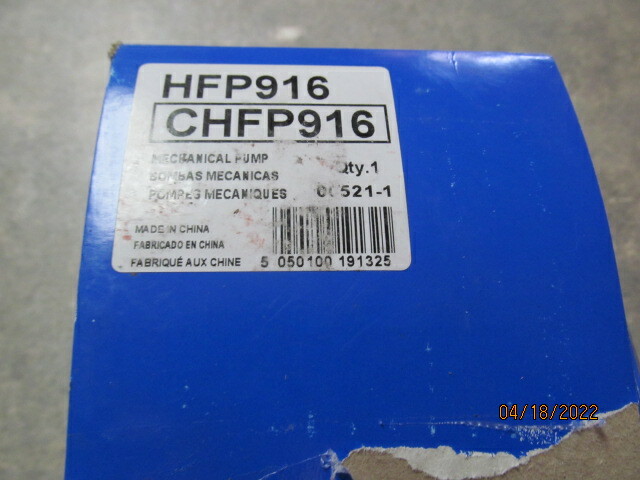 HFP916
CHFP916
MECHANICAL PUMP
BOMBAS MECANICAS Qty.1
POMPES MECANIQUES 521-1
MADE IN CHINA
FABRICADO EN CHINA
FABRIQUÉ AUX CHINE 5 050100 191325
04/18/2022